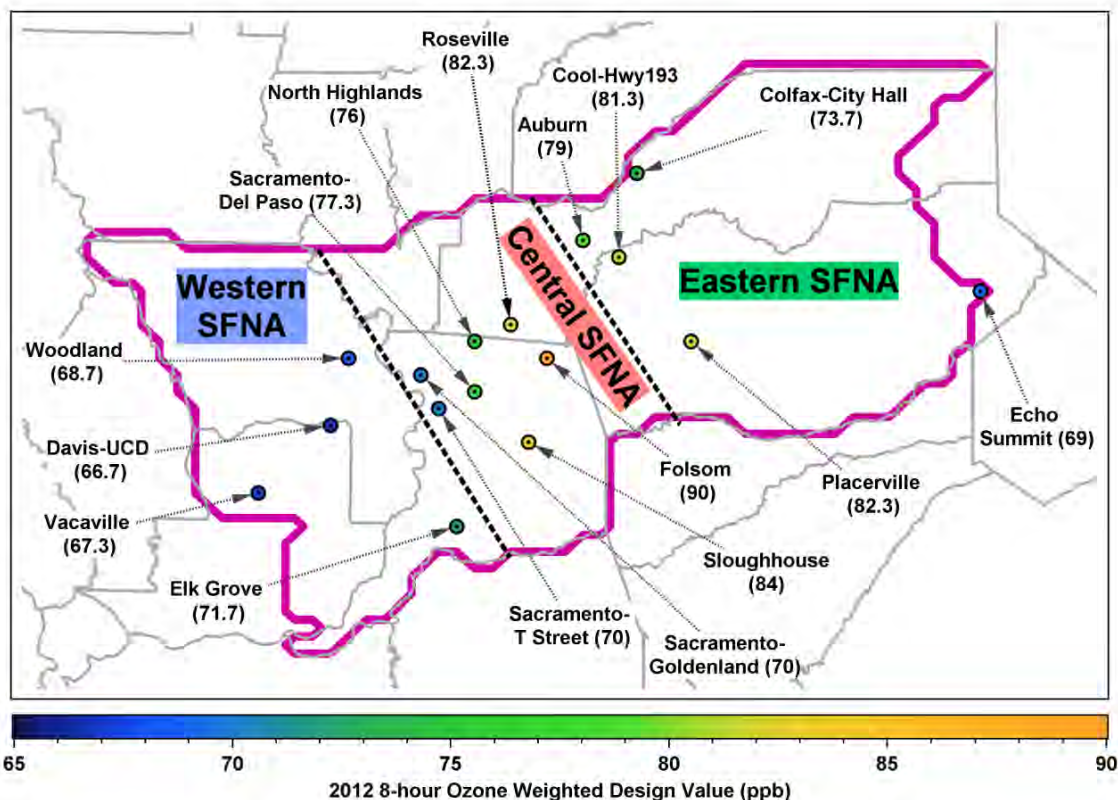 Roseville
(82.3)
North Highlands
(76)
Cool-Hwy193
(81.3)
Colfax-City Hall
(73.7)
Auburn
(79)
Sacramento-
Del Paso (77.3)
Western
SFNA
Central SFNA
Eastern SFNA
Woodland
(68.7)
Davis-UCD
(66.7)
Vacaville
(67.3)
Elk Grove
(71.7)
Sacramento-
T Street (70)
Sacramento-
Goldenland (70)
Sloughhouse
(84)
Folsom
(90)
Placerville
(82.3)
Echo
Summit (69)
65 70 75 80 85 90
2012 8-hour Ozone Weighted Design Value (ppb)